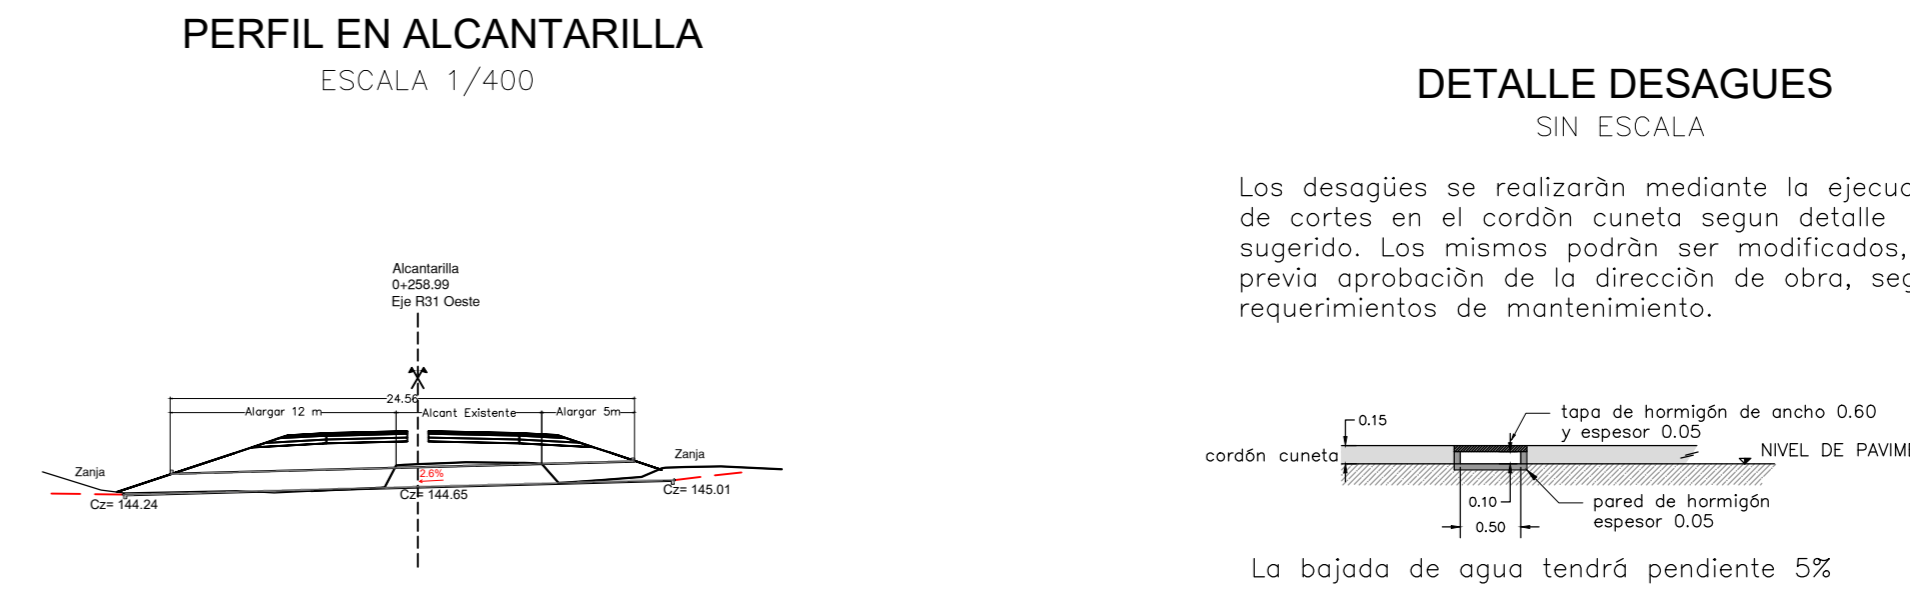 PERFIL EN ALCANTARILLA
ESCALA 1/400
Alcantarilla
0+258.99
Eje R31 Oeste
24.56
Alargar 12 m
Alcant Existente
Alargar 5m
Zanja
Zanja
2.6%
Cz= 144.24
Cz= 144.65
Cz= 145.01
DETALLE DESAGUES
SIN ESCALA
Los desagües se realizaràn mediante la ejecuc
de cortes en el cordòn cuneta segun detalle
sugerido. Los mismos podràn ser modificados,
previa aprobaciòn de la direcciòn de obra, seg
requerimientos de mantenimiento.
0.15
tapa de hormigón de ancho 0.60
y espesor 0.05
cordón cuneta
NIVEL DE PAVIM
0.10
pared de hormigón
espesor 0.05
0.50
La bajada de agua tendrá pendiente 5%